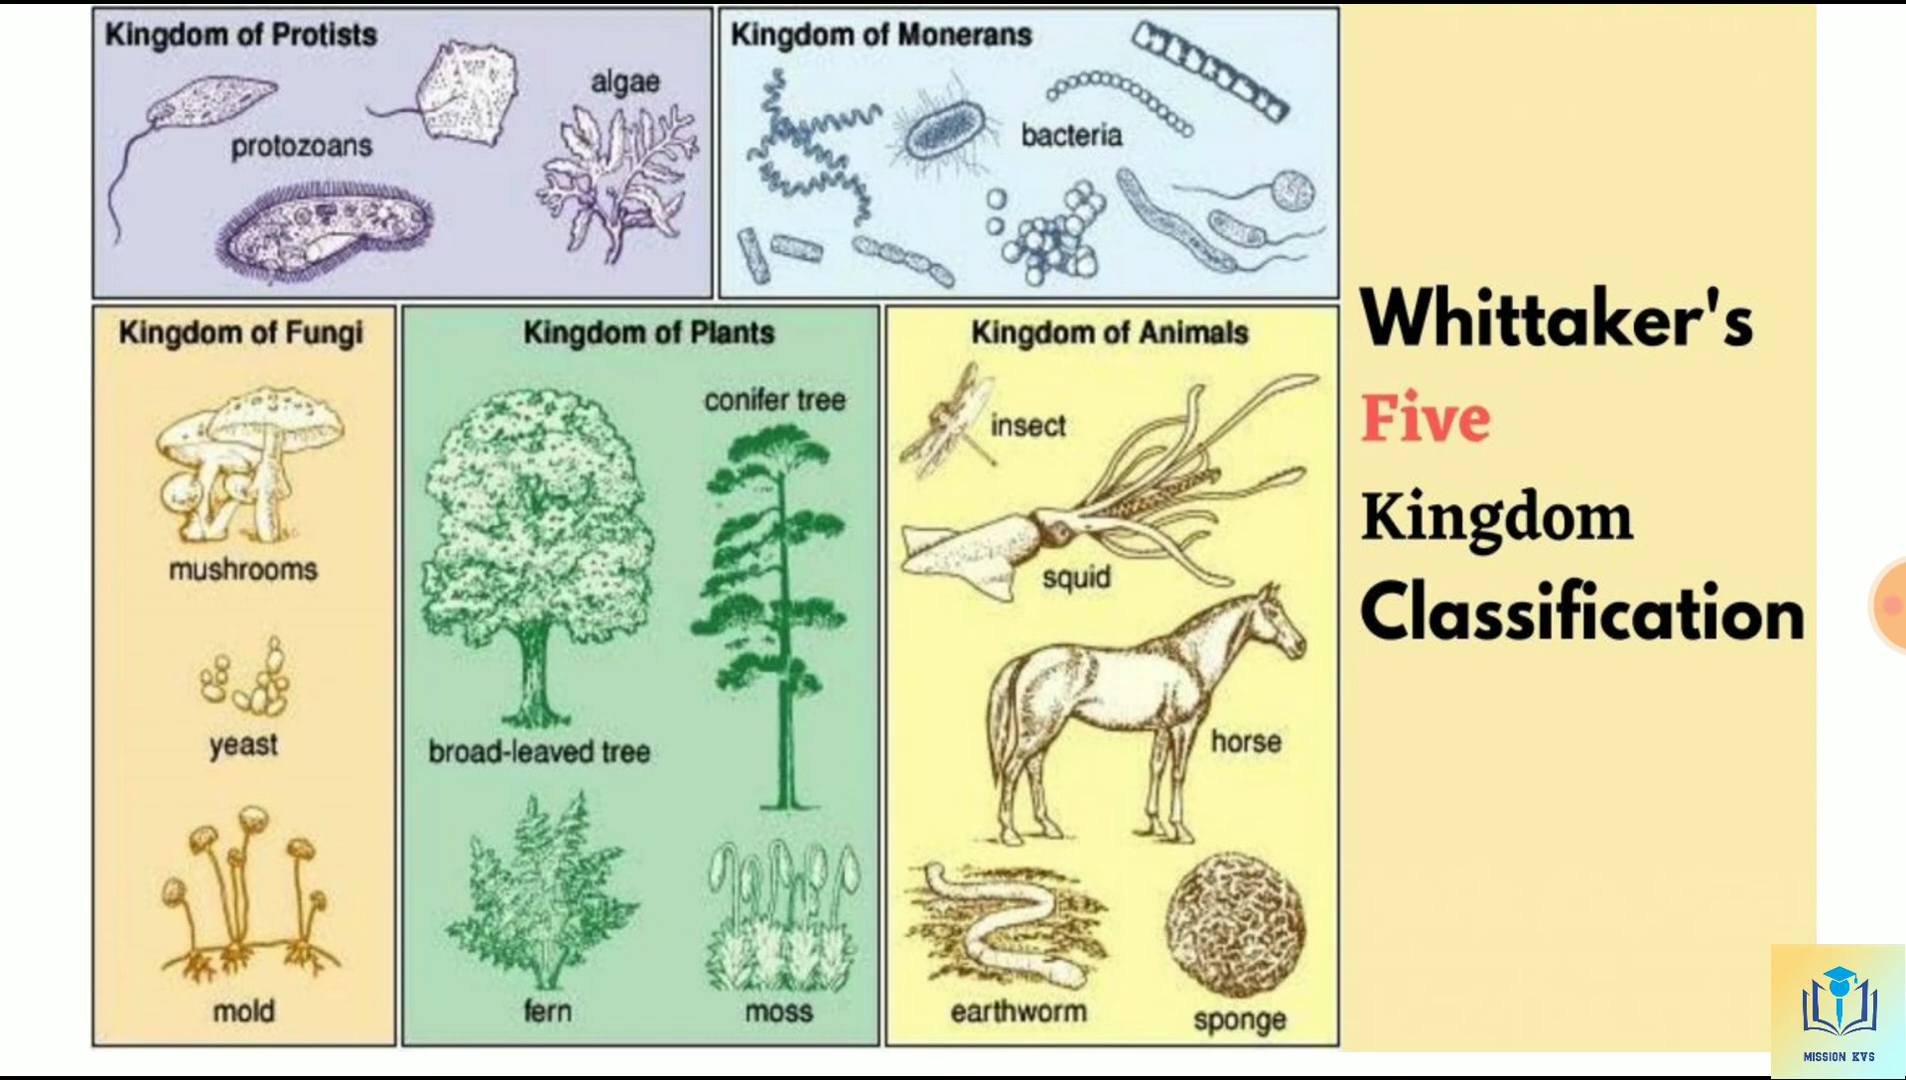 Kingdom of Protists
algae
protozoans
Kingdom of Monerans
bacteria
Kingdom of Fungi
mushrooms
yeast
mold
Kingdom of Plants
conifer tree
broad-leaved tree
fern
moss
Kingdom of Animals
insect
squid
horse
earthworm
sponge
Whittaker's
Five
Kingdom
Classification
MISSION KVS